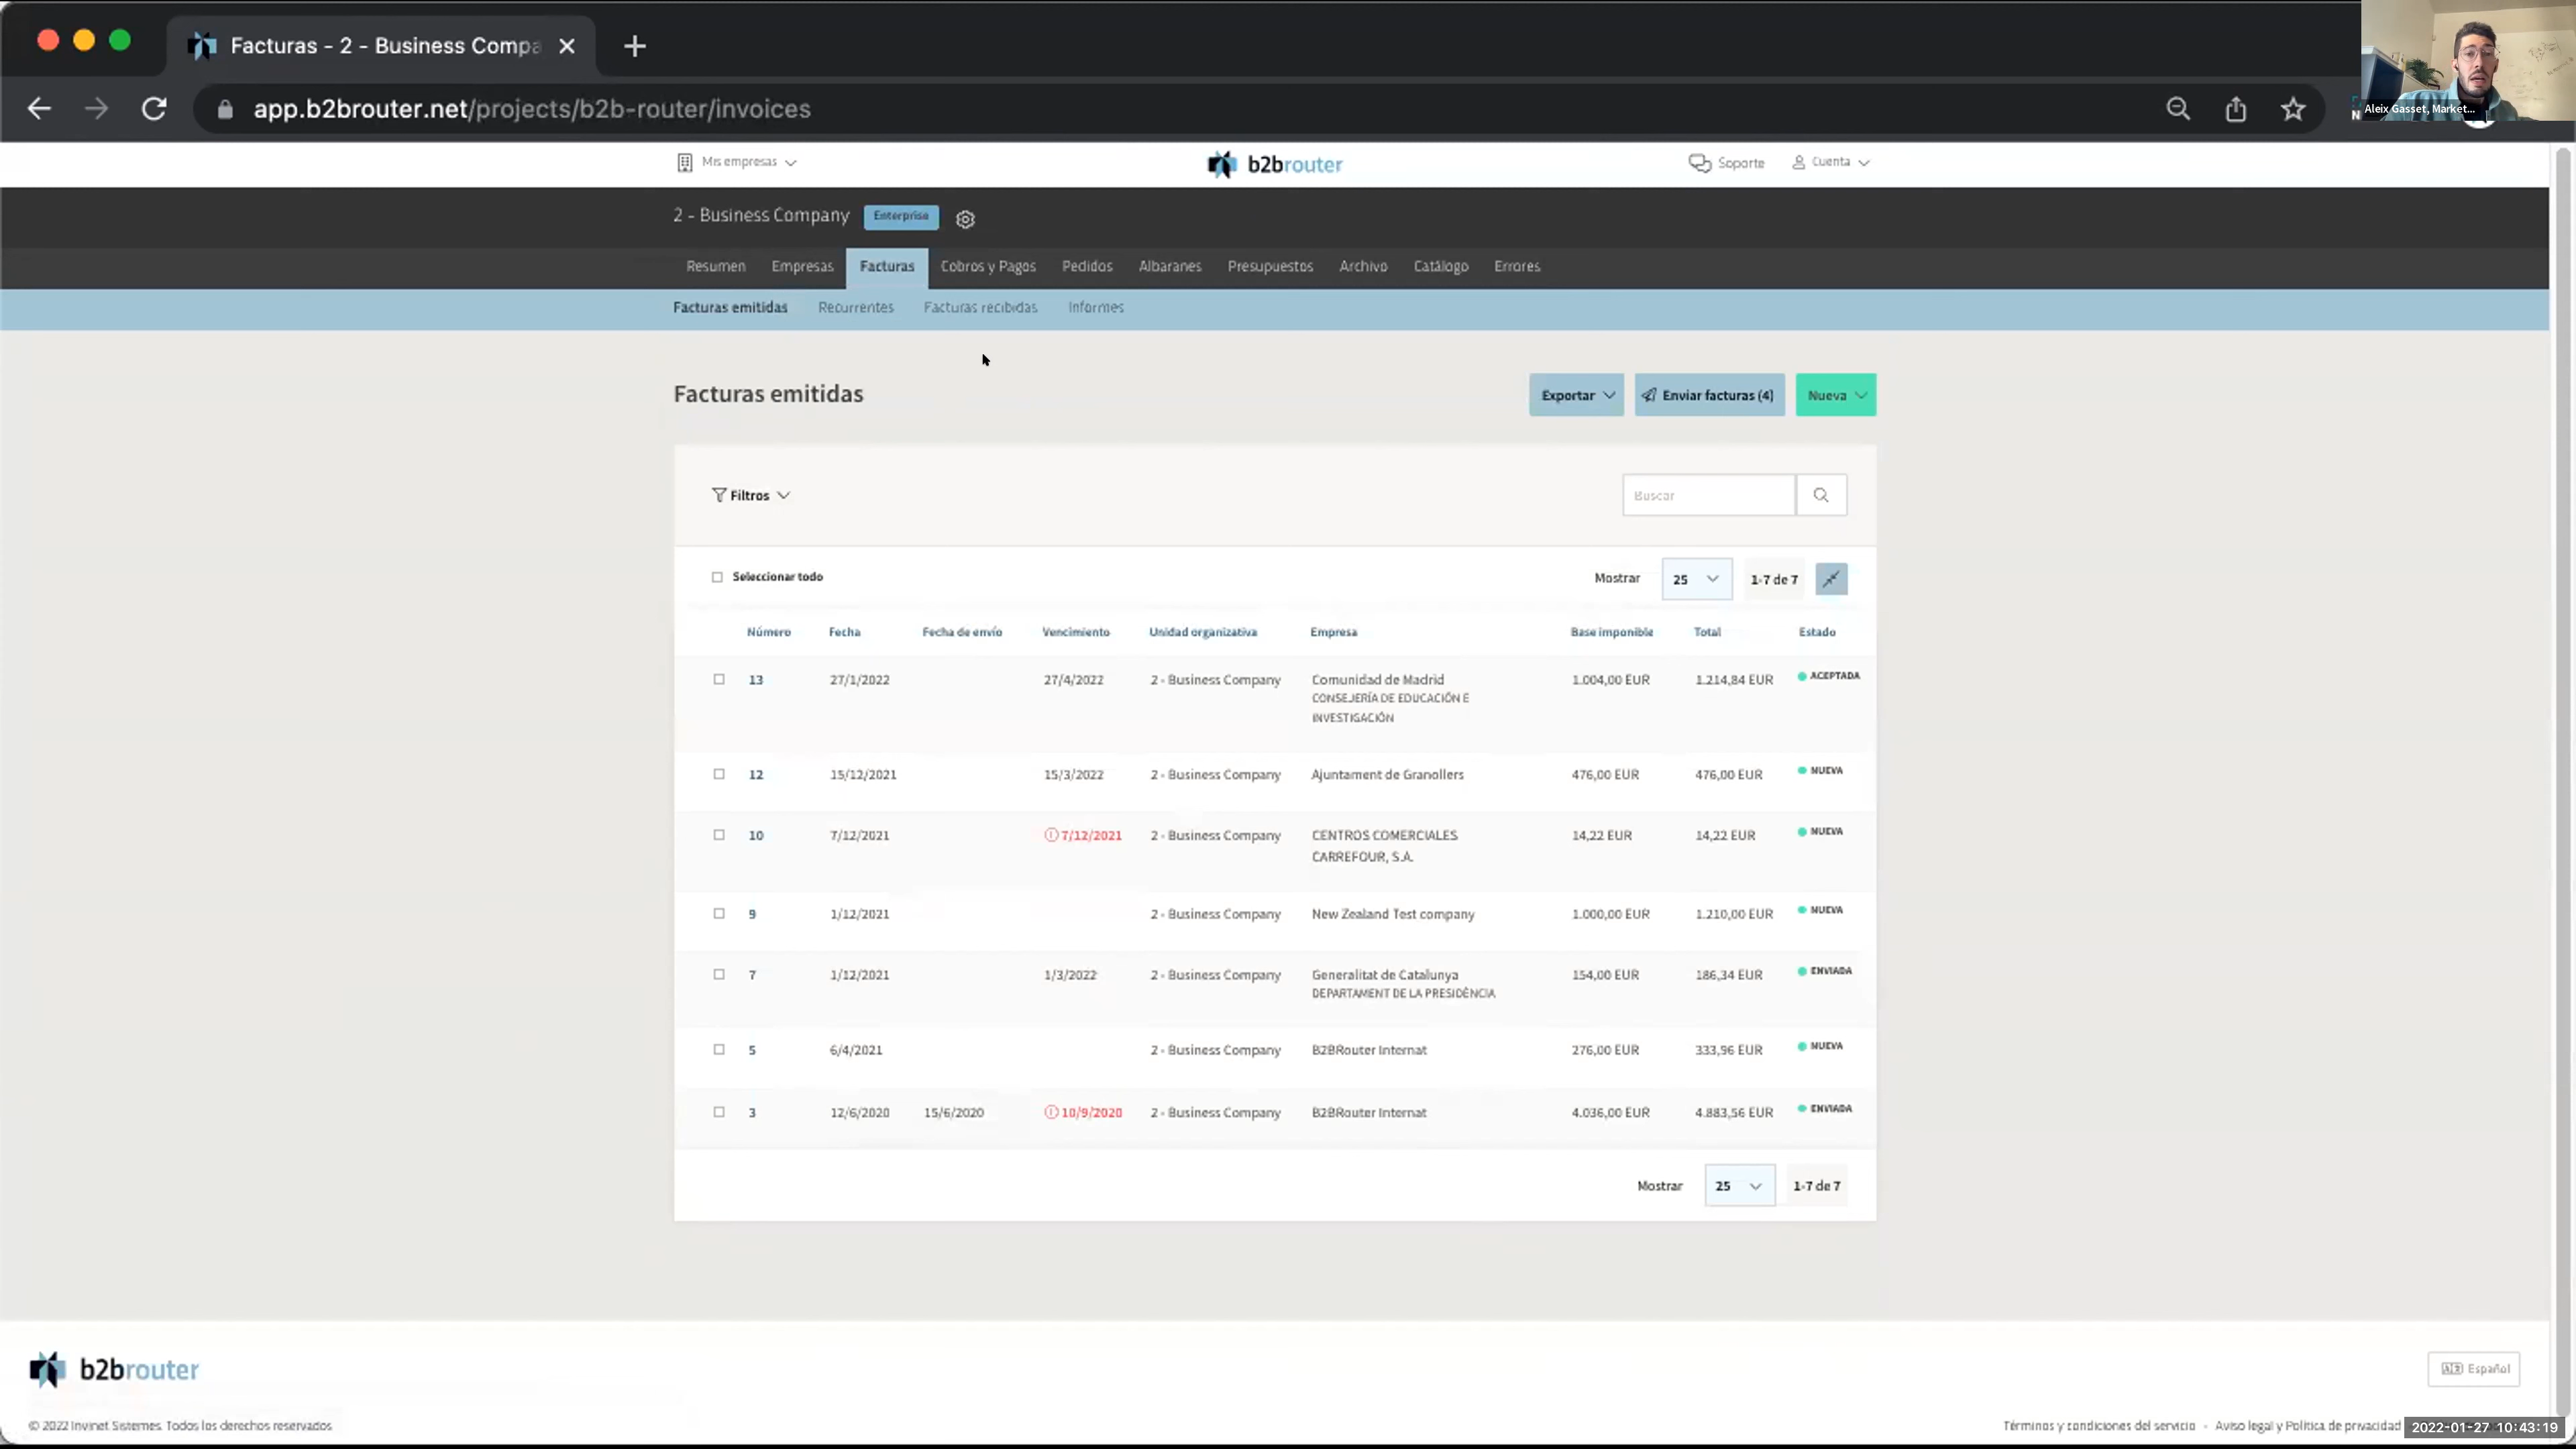 Facturas - 2 - Business Compa
app.b2brouter.net/projects/b2b-router/invoices
Aleix Gasset, Market...
Mis empresas
b2brouter
Soporte
Cuenta
2 - Business Company
Enterprise
Resumen Empresas Facturas Cobros y Pagos Pedidos Albaranes Presupuestos Archivo Catálogo Errores
Facturas emitidas Recurrentes Facturas recibidas Informes
Facturas emitidas
Exportar
Enviar facturas (4)
Nueva
Filtros
Buscar
Seleccionar todo
Mostrar 25 1-7 de 7
Número Fecha Fecha de envío Vencimiento Unidad organizativa Empresa Base imponible Total Estado
13 27/1/2022 27/4/2022 2 - Business Company Comunidad de Madrid 1.004,00 EUR 1.214,84 EUR ACEPTADA
CONSEJERÍA DE EDUCACIÓN E
INVESTIGACIÓN
12 15/12/2021 15/3/2022 2 - Business Company Ajuntament de Granollers 476,00 EUR 476,00 EUR NUEVA
10 7/12/2021 7/12/2021 2 - Business Company CENTROS COMERCIALES 14,22 EUR 14,22 EUR NUEVA
CARREFOUR, S.A.
9 1/12/2021 2 - Business Company New Zealand Test company 1.000,00 EUR 1.210,00 EUR NUEVA
7 1/12/2021 1/3/2022 2 - Business Company Generalitat de Catalunya 154,00 EUR 186,34 EUR ENVIADA
DEPARTAMENT DE LA PRESIDÈNCIA
5 6/4/2021 2 - Business Company B2BRouter Internat 276,00 EUR 333,96 EUR NUEVA
3 12/6/2020 15/6/2020 10/9/2020 2 - Business Company B2BRouter Internat 4.036,00 EUR 4.883,56 EUR ENVIADA
Mostrar 25 1-7 de 7
b2brouter
Español
© 2022 Invinet Sistemes. Todos los derechos reservados
Términos y condiciones del servicio - Aviso legal y Política de privacidad
2022-01-27 10:43:19